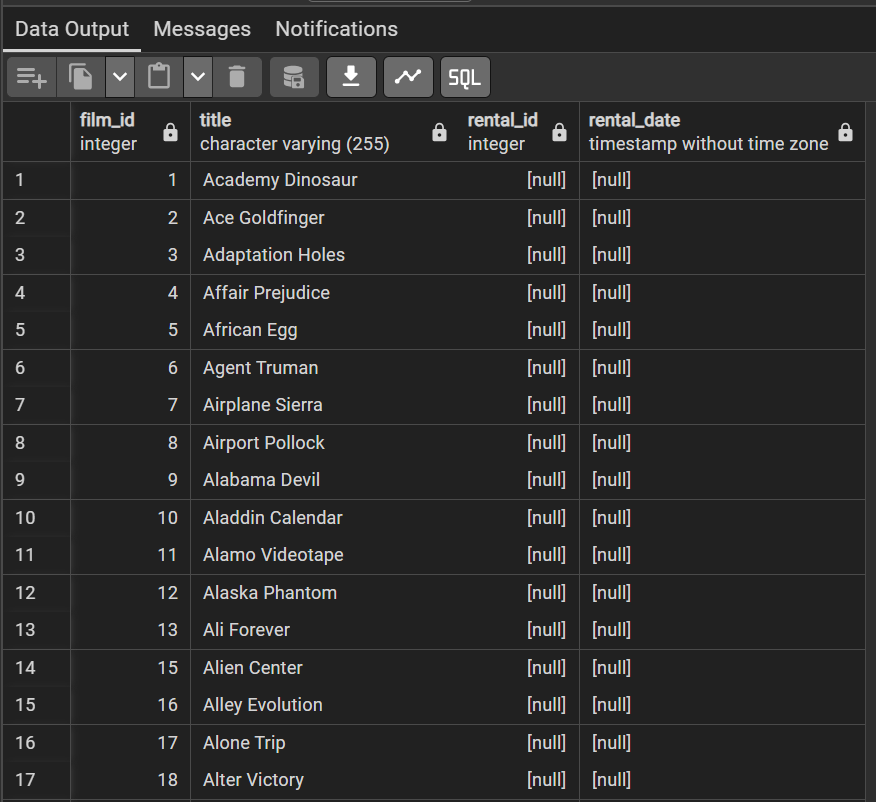 Data Output Messages Notifications
SQL
film_id title rental_id rental_date
integer character varying (255) integer timestamp without time zone
1 1 Academy Dinosaur [null] [null]
2 2 Ace Goldfinger [null] [null]
3 3 Adaptation Holes [null] [null]
4 4 Affair Prejudice [null] [null]
5 5 African Egg [null] [null]
6 6 Agent Truman [null] [null]
7 7 Airplane Sierra [null] [null]
8 8 Airport Pollock [null] [null]
9 9 Alabama Devil [null] [null]
10 10 Aladdin Calendar [null] [null]
11 11 Alamo Videotape [null] [null]
12 12 Alaska Phantom [null] [null]
13 13 Ali Forever [null] [null]
14 15 Alien Center [null] [null]
15 16 Alley Evolution [null] [null]
16 17 Alone Trip [null] [null]
17 18 Alter Victory [null] [null]